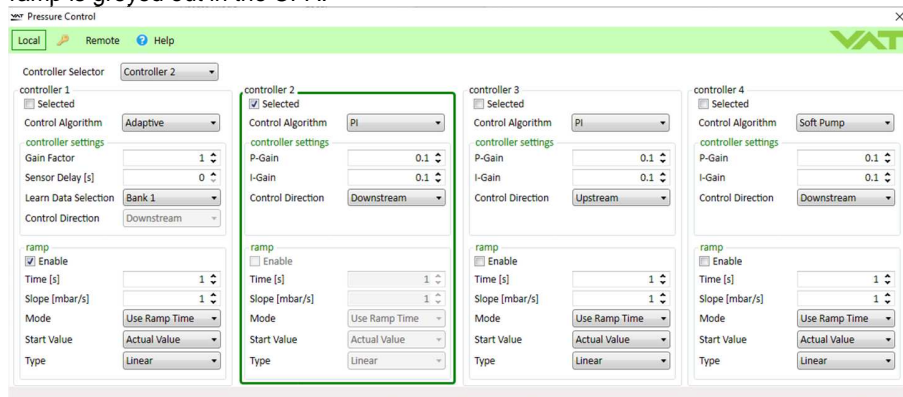 ramp is greyed out in the GPA.
Pressure Control
Local Remote Help VAT
Controller Selector Controller 2
controller 1 controller 2 controller 3 controller 4
Selected Selected Selected Selected
Control Algorithm Adaptive Control Algorithm PI Control Algorithm PI Control Algorithm Soft Pump
controller settings controller settings controller settings controller settings
Gain Factor 1 P-Gain 0.1 P-Gain 0.1 P-Gain 0.1
Sensor Delay [s] 0 I-Gain 0.1 I-Gain 0.1 I-Gain 0.1
Learn Data Selection Bank 1 Control Direction Downstream Control Direction Upstream Control Direction Downstream
Control Direction Downstream
ramp ramp ramp ramp
Enable Enable Enable Enable
Time [s] 1 Time [s] 1 Time [s] 1 Time [s] 1
Slope [mbar/s] 1 Slope [mbar/s] 1 Slope [mbar/s] 1 Slope [mbar/s] 1
Mode Use Ramp Time Mode Use Ramp Time Mode Use Ramp Time Mode Use Ramp Time
Start Value Actual Value Start Value Actual Value Start Value Actual Value Start Value Actual Value
Type Linear Type Linear Type Linear Type Linear